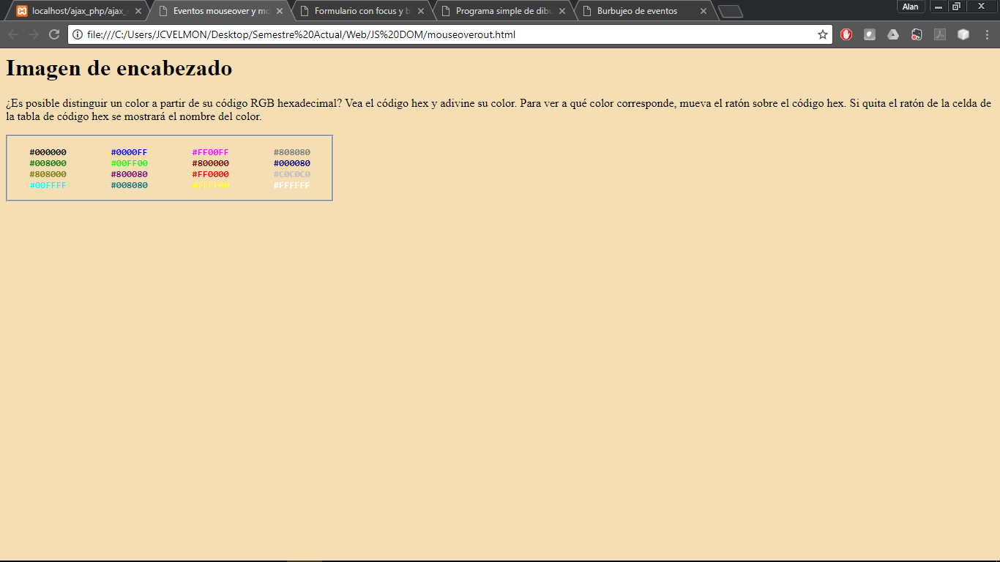 localhost/ajax_php/ajax_
Eventos mouseover y mo
Formulario con focus y b
Programa simple de dibu
Burbujeo de eventos
Alan
file:///C:/Users/JCVELMON/Desktop/Semestre%20Actual/Web/JS%20DOM/mouseoverout.html
Imagen de encabezado
¿Es posible distinguir un color a partir de su código RGB hexadecimal? Vea el código hex y adivine su color. Para ver a qué color corresponde, mueva el ratón sobre el código hex. Si quita el ratón de la celda de
la tabla de código hex se mostrará el nombre del color.
#000000 #0000FF #FF00FF #808080
#008000 #00FF00 #800000 #000080
#808000 #800080 #FF0000 #C0C0C0
#00FFFF #008080 #FFFF00 #FFFFFF